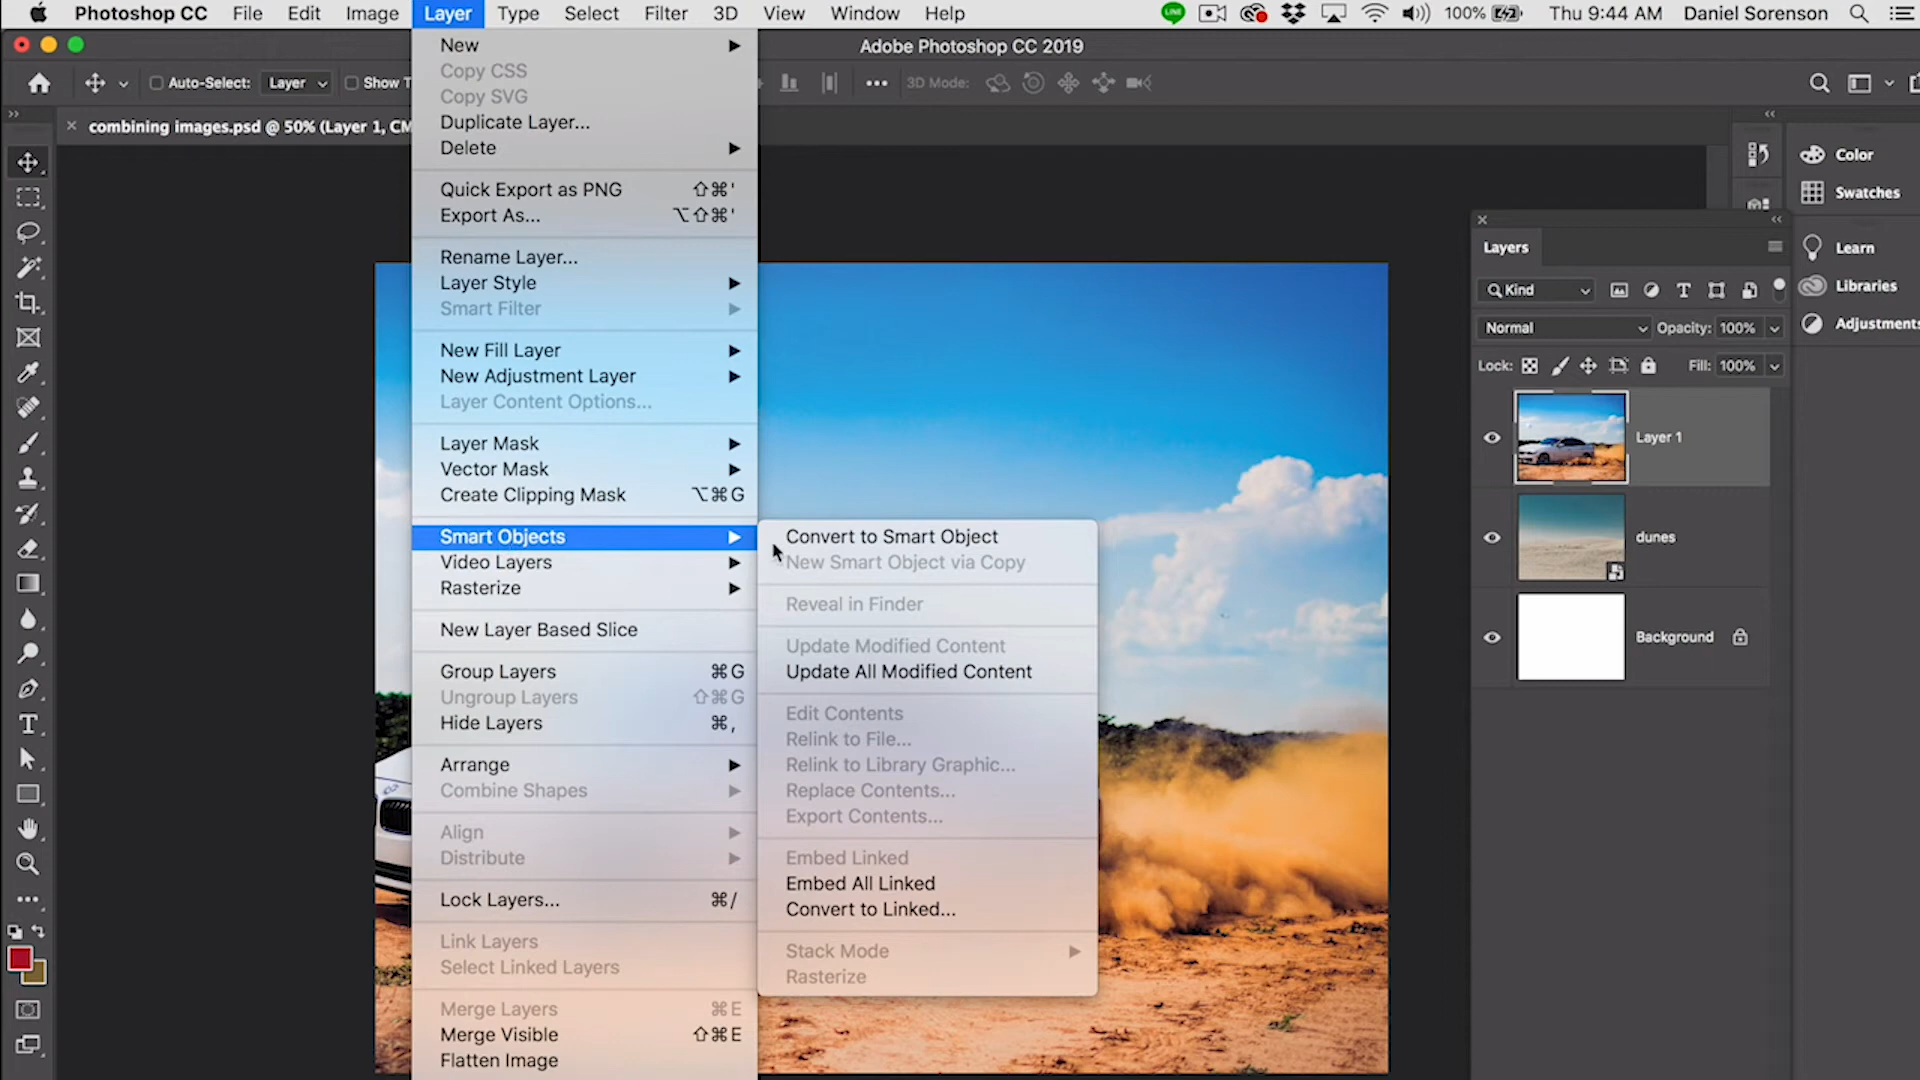 Photoshop CC File Edit Image Layer Type Select Filter 3D View Window Help 100% Thu 9:44 AM Daniel Sorenson
Adobe Photoshop CC 2019
Auto-Select: Layer Show T 3D Mode:
combining images.psd @ 50% (Layer 1, CM
New
Copy CSS
Copy SVG
Duplicate Layer...
Delete
Quick Export as PNG ⇧⌘'
Export As... ⌥⇧⌘'
Rename Layer...
Layer Style
Smart Filter
New Fill Layer
New Adjustment Layer
Layer Content Options...
Layer Mask
Vector Mask
Create Clipping Mask ⌥⌘G
Smart Objects
Video Layers
Rasterize
New Layer Based Slice
Group Layers ⌘G
Ungroup Layers ⇧⌘G
Hide Layers ⌘,
Arrange
Combine Shapes
Align
Distribute
Lock Layers... ⌘/
Link Layers
Select Linked Layers
Merge Layers ⌘E
Merge Visible ⇧⌘E
Flatten Image
Convert to Smart Object
New Smart Object via Copy
Reveal in Finder
Update Modified Content
Update All Modified Content
Edit Contents
Relink to File...
Relink to Library Graphic...
Replace Contents...
Export Contents...
Embed Linked
Embed All Linked
Convert to Linked...
Stack Mode
Rasterize
Layers
Kind
Normal Opacity: 100%
Lock: Fill: 100%
Layer 1
dunes
Background
Color
Swatches
Learn
Libraries
Adjustments